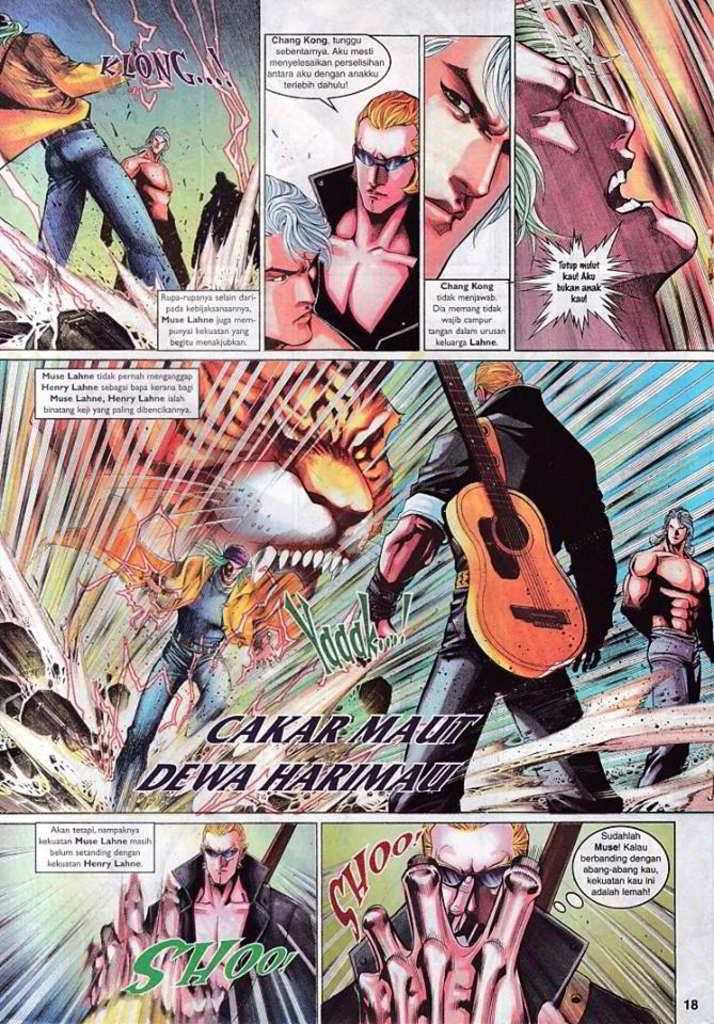 KLONG....!
Chang Kong, tunggu
sebentarnya. Aku mesti
menyelesaikan perselisihan
antara aku dengan anakku
terlebih dahulu!
Rupa-rupanya selain dari-
pada kebijaksanaannya,
Muse Lahne juga mem-
punyai kekuatan yang
begitu menakjubkan.
Chang Kong
tidak menjawab.
Dia memang tidak
wajib campur
tangan dalam urusan
keluarga Lahne.
Tutup mulut
kau! Aku
bukan anak
kau!
Muse Lahne tidak pernah menganggap
Henry Lahne sebagai bapa kerana bagi
Muse Lahne, Henry Lahne ialah
binatang keji yang paling dibencikannya.
Yaaak....!
CAKAR MAUT
DEWA HARIMAU
Akan tetapi, nampaknya
kekuatan Muse Lahne masih
belum setanding dengan
kekuatan Henry Lahne.
SHOO!
SHOO!
Sudahlah
Muse! Kalau
berbanding dengan
abang-abang kau,
kekuatan kau ini
adalah lemah!
18